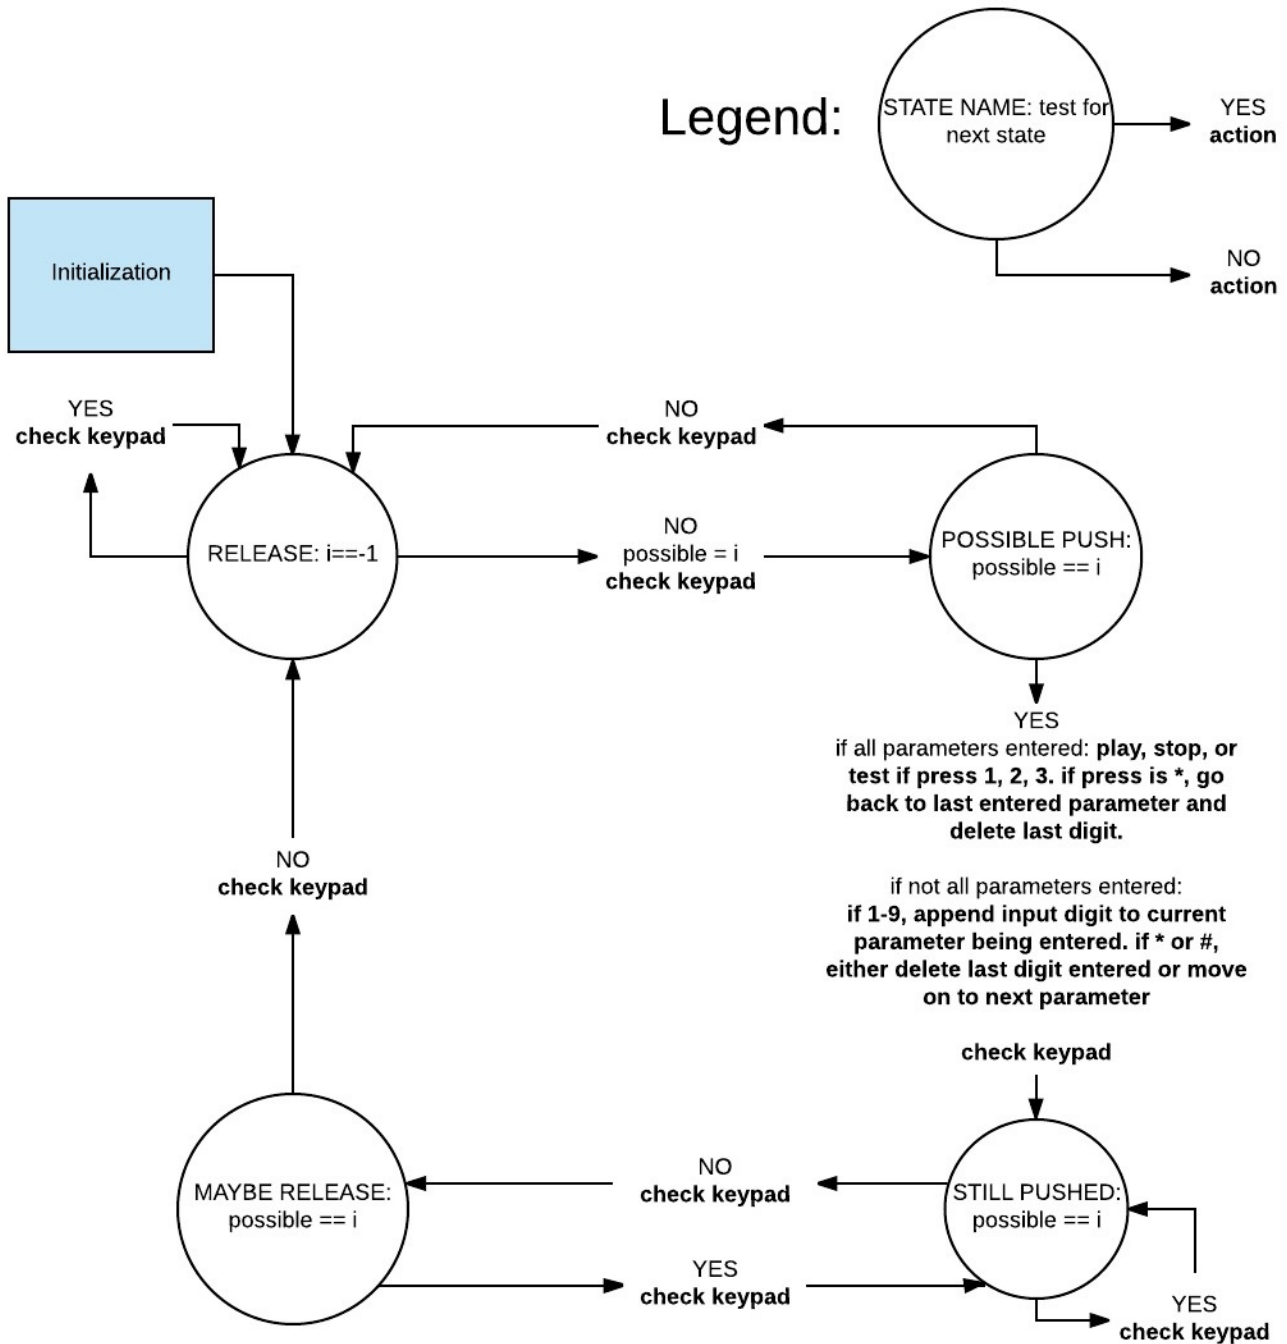 Legend:
STATE NAME: test for
next state
YES
action
NO
action
Initialization
YES
check keypad
NO
check keypad
RELEASE: i==-1
NO
possible = i
check keypad
POSSIBLE PUSH:
possible == i
YES
if all parameters entered: play, stop, or
test if press 1, 2, 3. if press is *, go
back to last entered parameter and
delete last digit.
if not all parameters entered:
if 1-9, append input digit to current
parameter being entered. if * or #,
either delete last digit entered or move
on to next parameter
check keypad
NO
check keypad
MAYBE RELEASE:
possible == i
NO
check keypad
STILL PUSHED:
possible == i
YES
check keypad
YES
check keypad